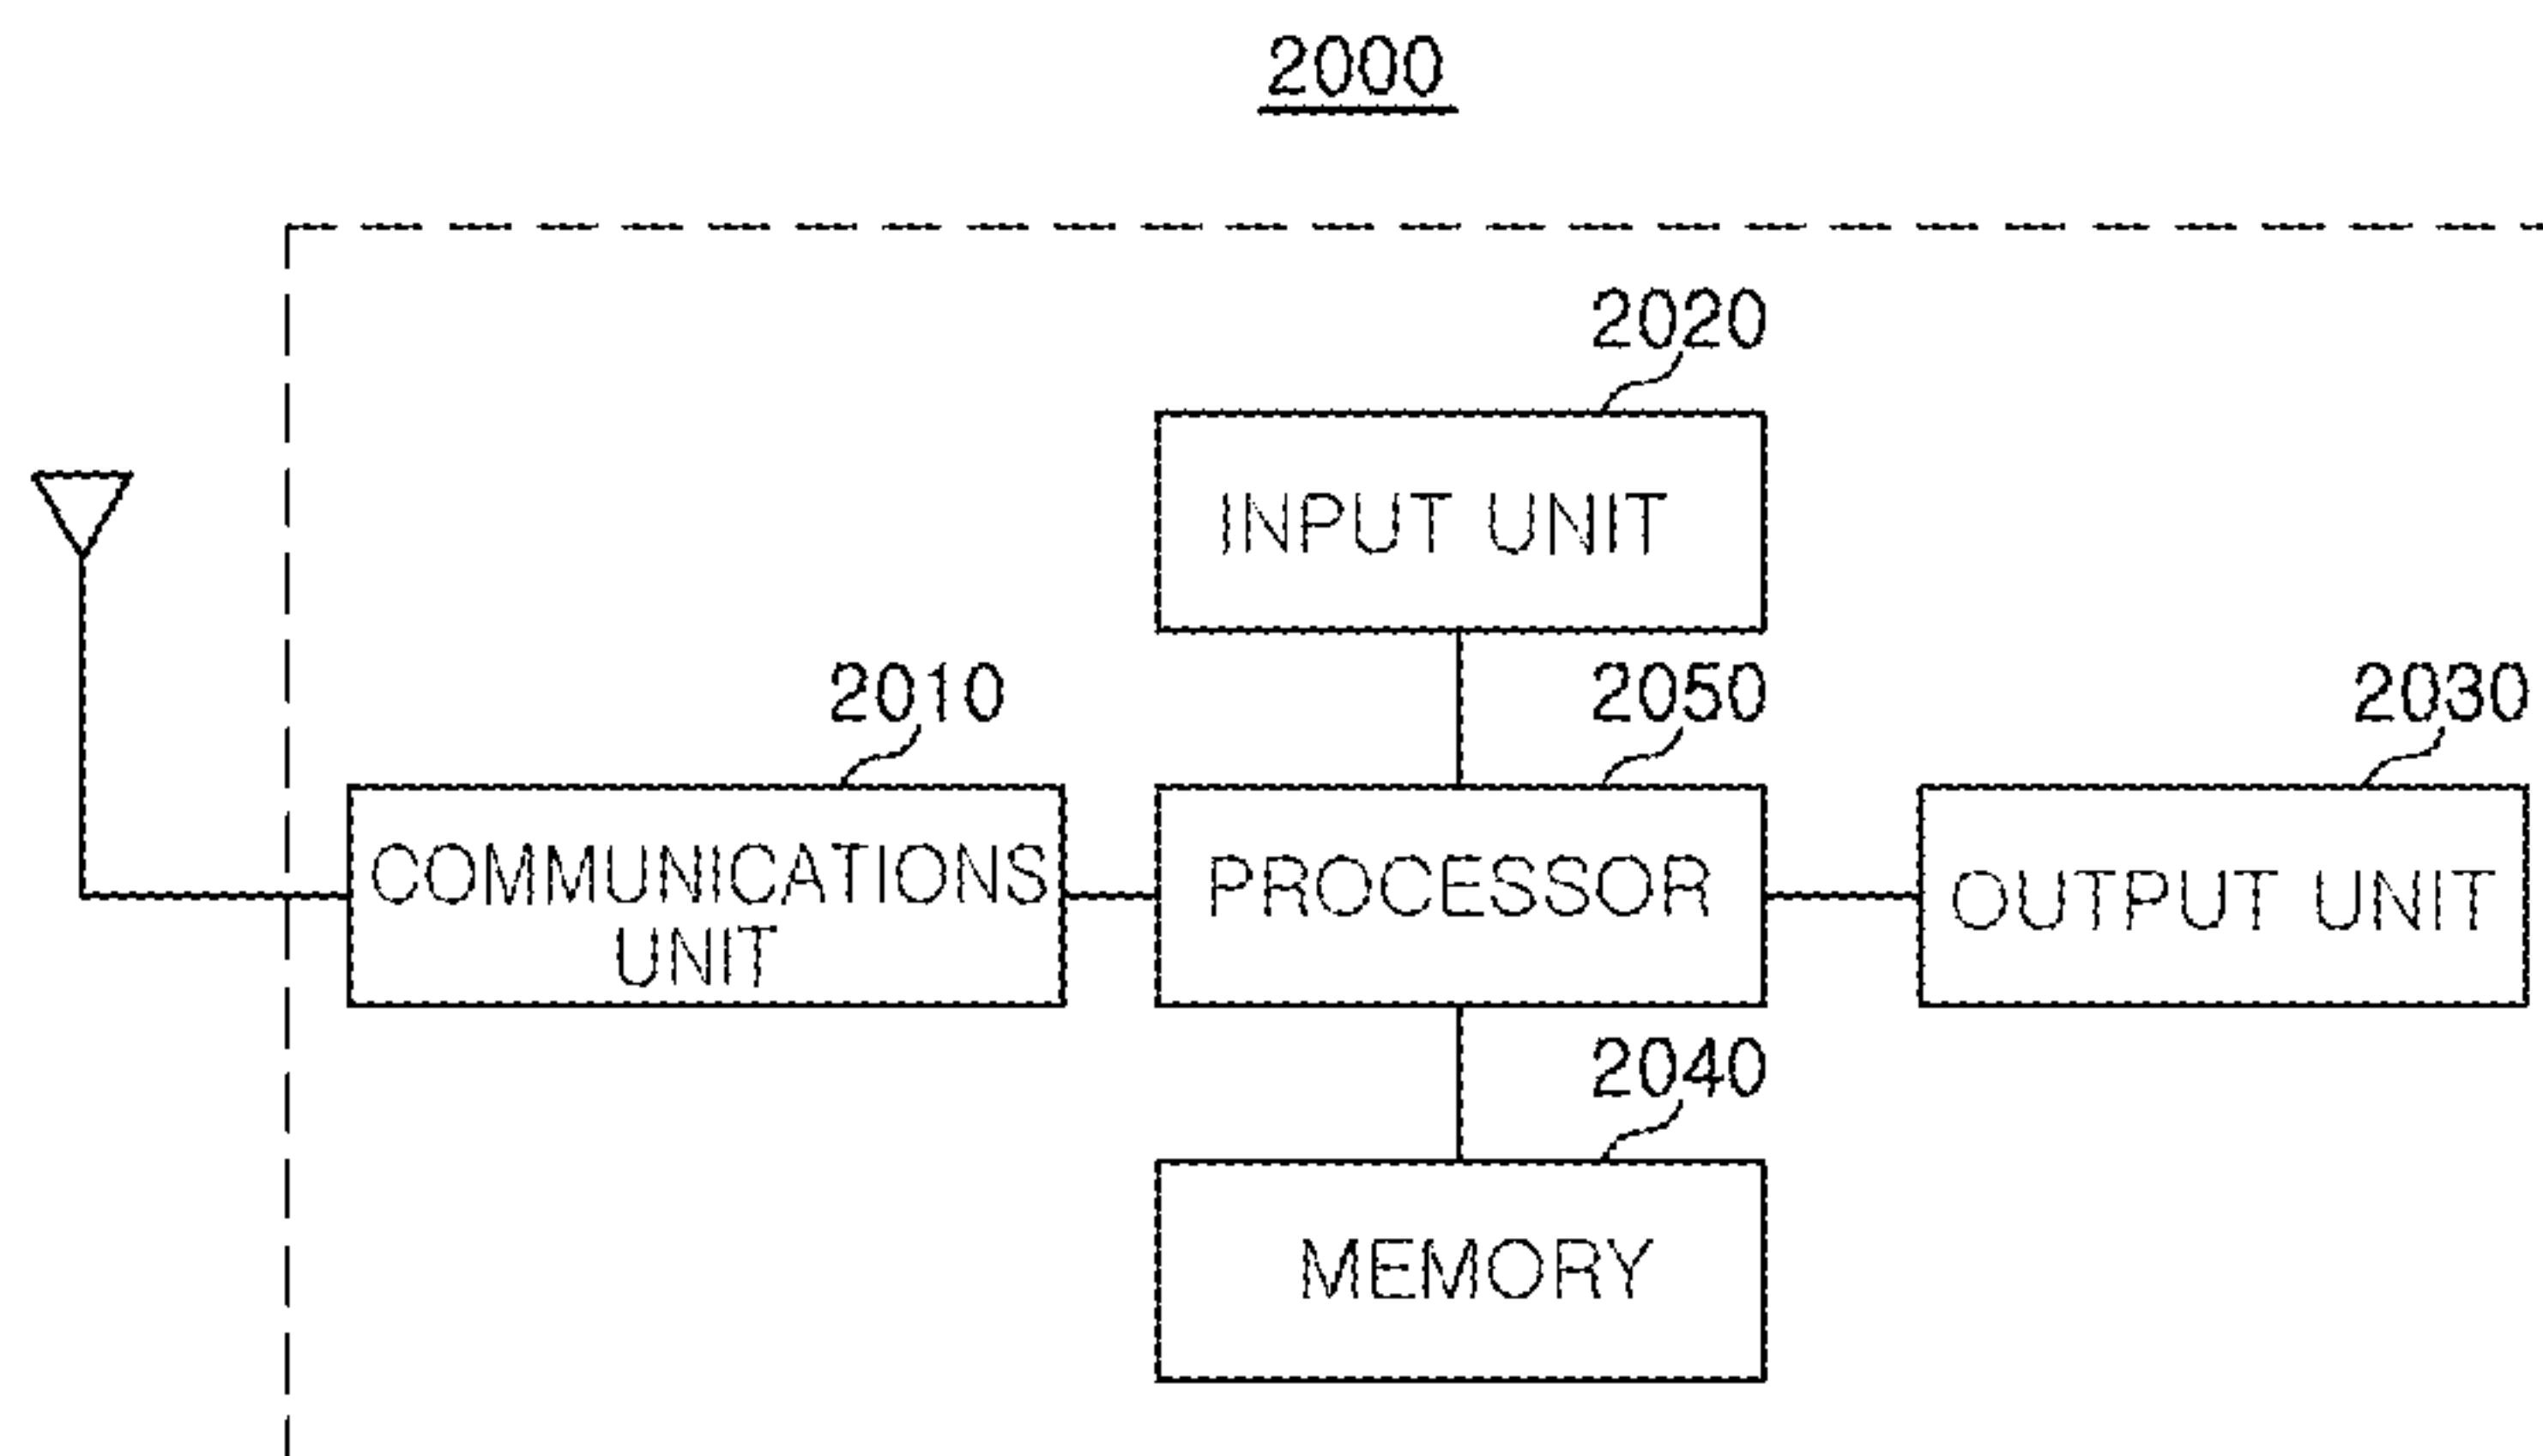 2000
2020
INPUT UNIT
2010
2050
2030
COMMUNICATIONS
UNIT
PROCESSOR
OUTPUT UNIT
2040
MEMORY